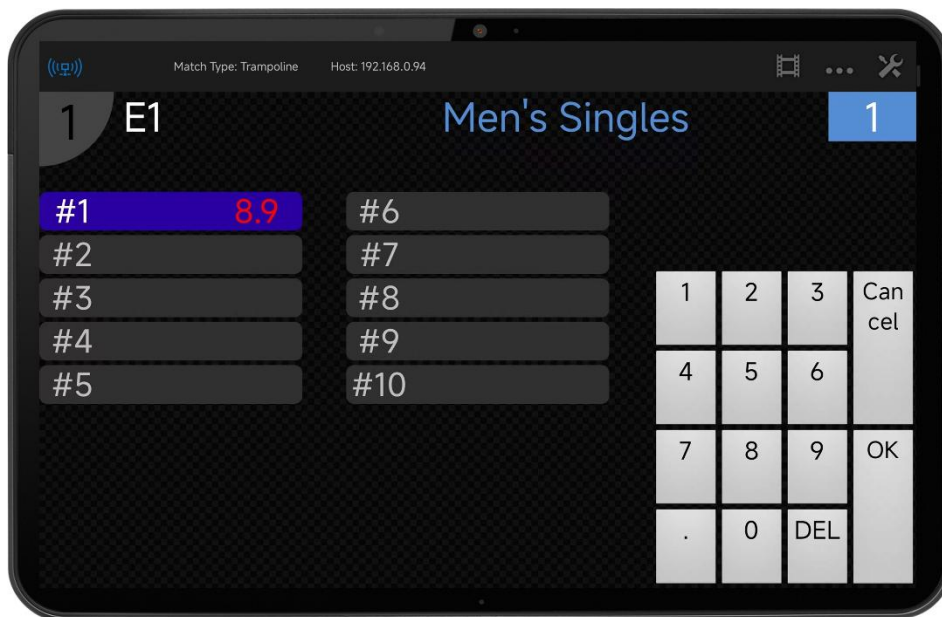 Match Type: Trampoline Host: 192.168.0.94
1 E1 Men's Singles 1
#1 8.9 #6
#2 #7
#3 #8
#4 #9
#5 #10
1 2 3 Can
cel
4 5 6
7 8 9 OK
. 0 DEL